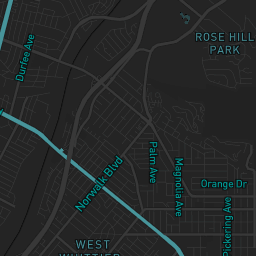 ROSE HILL
PARK
Durfee Ave
Norwalk Blvd
Palm Ave
Magnolia Ave
Orange Dr
Pickering Ave
WEST
WHITTIER